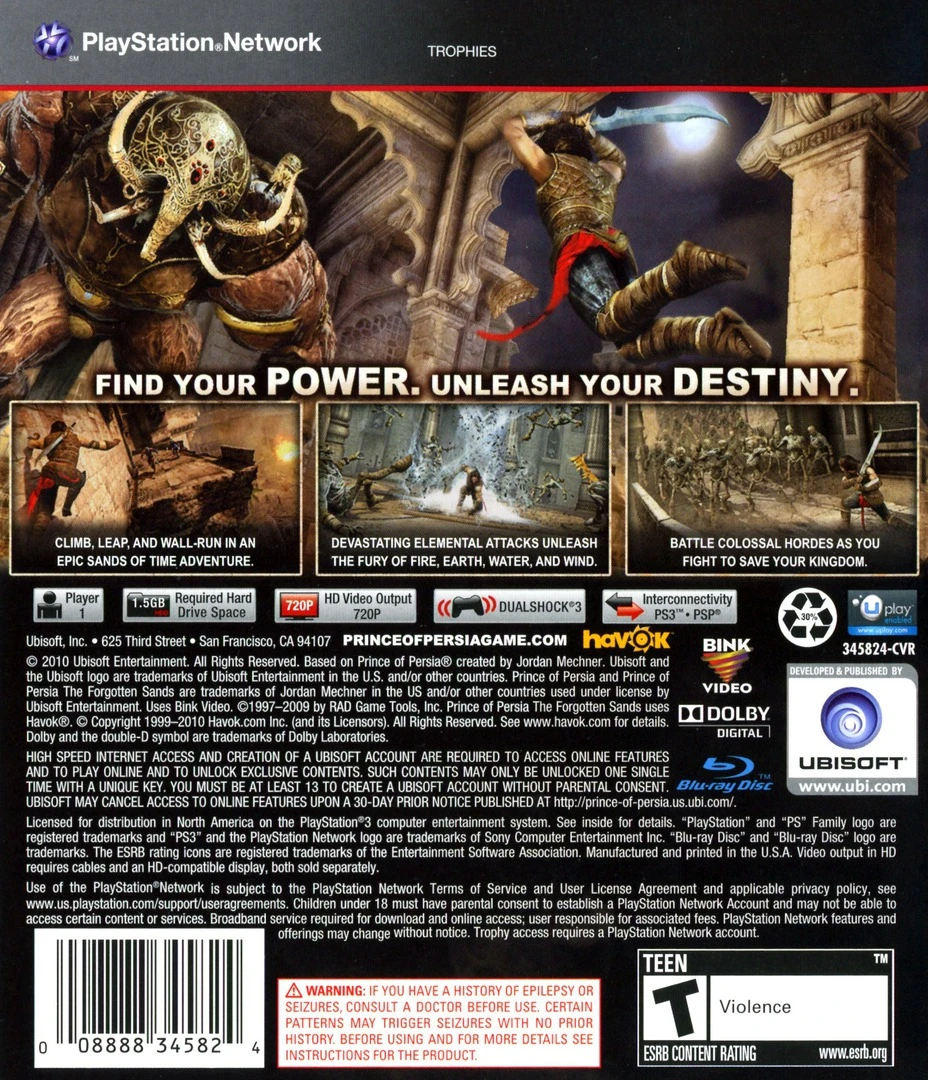 PlayStation®Network
SM
TROPHIES
FIND YOUR POWER. UNLEASH YOUR DESTINY.
CLIMB, LEAP, AND WALL-RUN IN AN
EPIC SANDS OF TIME ADVENTURE.
DEVASTATING ELEMENTAL ATTACKS UNLEASH
THE FURY OF FIRE, EARTH, WATER, AND WIND.
BATTLE COLOSSAL HORDES AS YOU
FIGHT TO SAVE YOUR KINGDOM.
Player
1
1.5GB
HDD
Required Hard
Drive Space
720P
HD Video Output
720P
DUALSHOCK®3
Interconnectivity
PS3™ • PSP®
30%
U play
enabled
www.uplay.com
345824-CVR
Ubisoft, Inc. • 625 Third Street • San Francisco, CA 94107 PRINCEOFPERSIAGAME.COM
havok
© 2010 Ubisoft Entertainment. All Rights Reserved. Based on Prince of Persia® created by Jordan Mechner. Ubisoft and
the Ubisoft logo are trademarks of Ubisoft Entertainment in the U.S. and/or other countries. Prince of Persia and Prince of
Persia The Forgotten Sands are trademarks of Jordan Mechner in the US and/or other countries used under license by
Ubisoft Entertainment. Uses Bink Video. ©1997–2009 by RAD Game Tools, Inc. Prince of Persia The Forgotten Sands uses
Havok®. © Copyright 1999–2010 Havok.com Inc. (and its Licensors). All Rights Reserved. See www.havok.com for details.
Dolby and the double-D symbol are trademarks of Dolby Laboratories.
BINK
VIDEO
DOLBY
DIGITAL
Blu-ray Disc™
DEVELOPED & PUBLISHED BY
UBISOFT®
www.ubi.com
HIGH SPEED INTERNET ACCESS AND CREATION OF A UBISOFT ACCOUNT ARE REQUIRED TO ACCESS ONLINE FEATURES
AND TO PLAY ONLINE AND TO UNLOCK EXCLUSIVE CONTENTS. SUCH CONTENTS MAY ONLY BE UNLOCKED ONE SINGLE
TIME WITH A UNIQUE KEY. YOU MUST BE AT LEAST 13 TO CREATE A UBISOFT ACCOUNT WITHOUT PARENTAL CONSENT.
UBISOFT MAY CANCEL ACCESS TO ONLINE FEATURES UPON A 30-DAY PRIOR NOTICE PUBLISHED AT http://prince-of-persia.us.ubi.com/.
Licensed for distribution in North America on the PlayStation®3 computer entertainment system. See inside for details. “PlayStation” and “PS” Family logo are
registered trademarks and “PS3” and the PlayStation Network logo are trademarks of Sony Computer Entertainment Inc. “Blu-ray Disc” and “Blu-ray Disc” logo are
trademarks. The ESRB rating icons are registered trademarks of the Entertainment Software Association. Manufactured and printed in the U.S.A. Video output in HD
requires cables and an HD-compatible display, both sold separately.
Use of the PlayStation®Network is subject to the PlayStation Network Terms of Service and User License Agreement and applicable privacy policy, see
www.us.playstation.com/support/useragreements. Children under 18 must have parental consent to establish a PlayStation Network Account and may not be able to
access certain content or services. Broadband service required for download and online access; user responsible for associated fees. PlayStation Network features and
offerings may change without notice. Trophy access requires a PlayStation Network account.
0 08888 34582 4
WARNING: IF YOU HAVE A HISTORY OF EPILEPSY OR
SEIZURES, CONSULT A DOCTOR BEFORE USE. CERTAIN
PATTERNS MAY TRIGGER SEIZURES WITH NO PRIOR
HISTORY. BEFORE USING AND FOR MORE DETAILS SEE
INSTRUCTIONS FOR THE PRODUCT.
TEEN ™
T
Violence
ESRB CONTENT RATING www.esrb.org